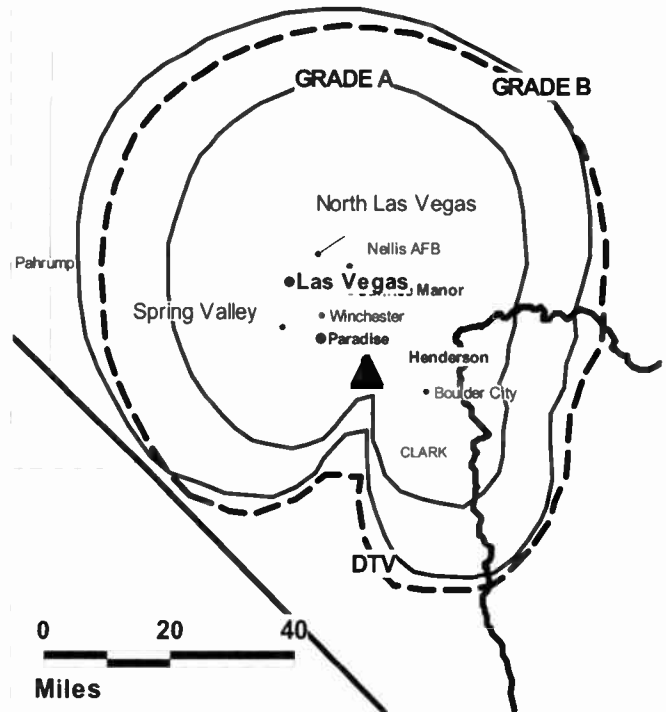 GRADE A
GRADE B
North Las Vegas
Nellis AFB
Pahrump
Las Vegas
Manor
Spring Valley
Winchester
Paradise
Henderson
Boulder City
CLARK
DTV
0 20 40
Miles